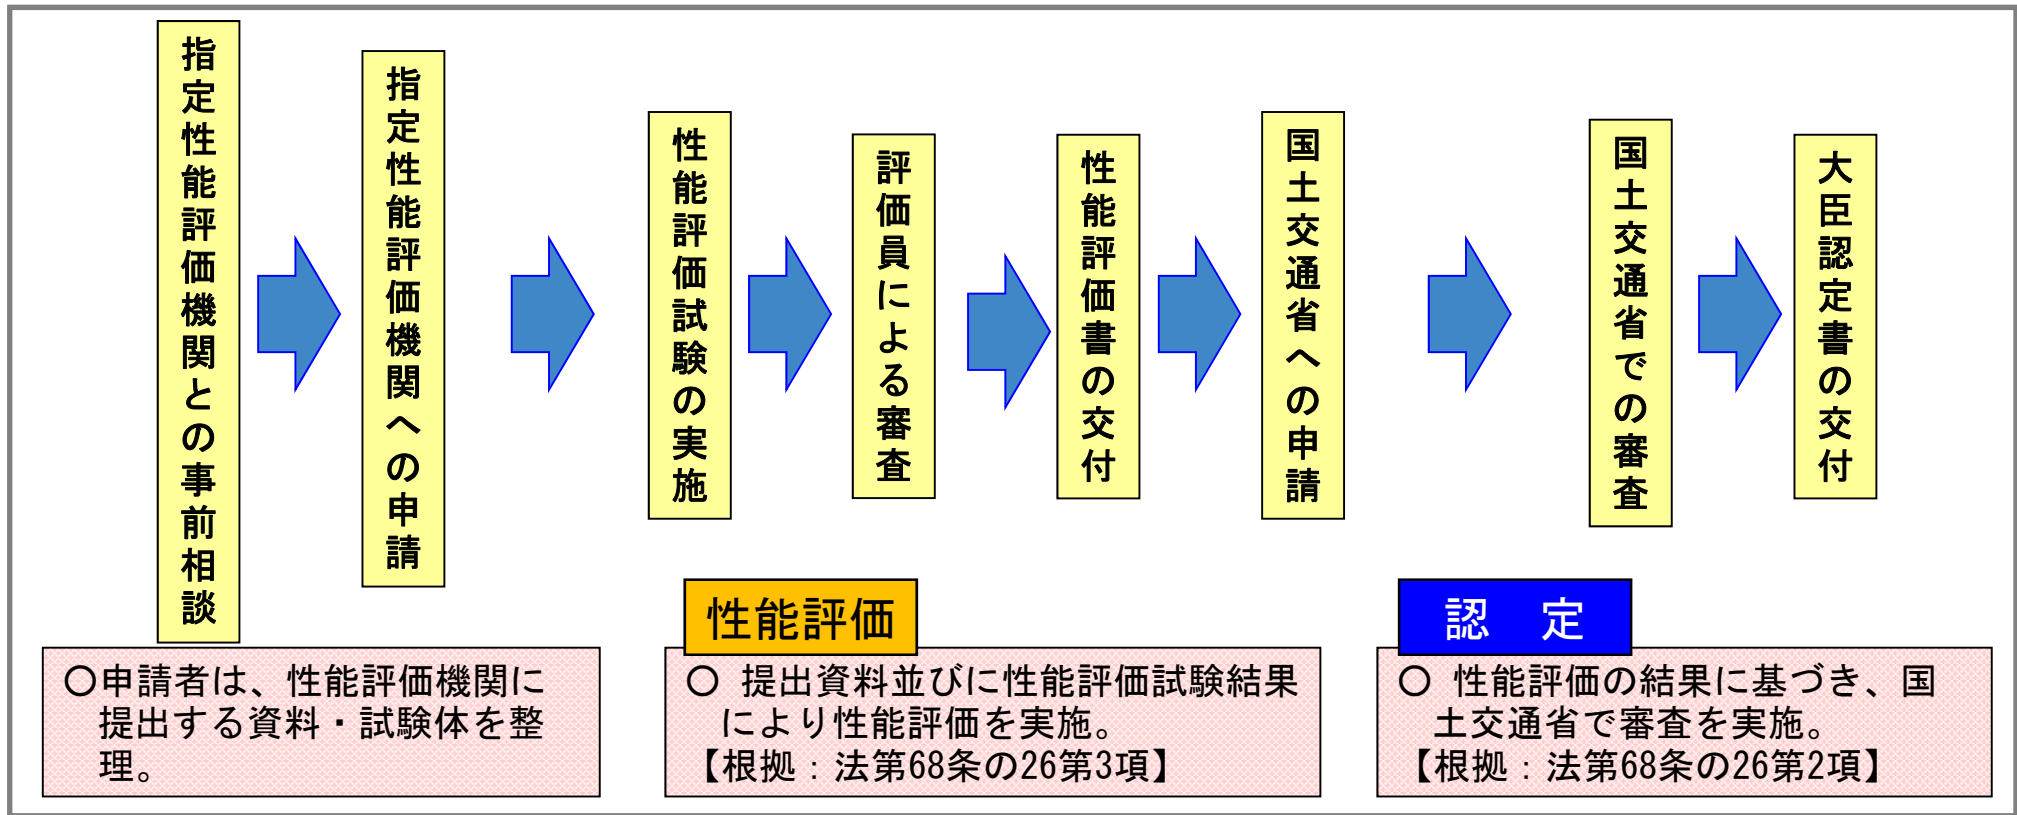 指定性能評価機関との事前相談
指定性能評価機関への申請
性能評価試験の実施
評価員による審査
性能評価書の交付
国土交通省への申請
国土交通省での審査
大臣認定書の交付
〇申請者は、性能評価機関に
提出する資料・試験体を整
理。
性能評価
〇 提出資料並びに性能評価試験結果
により性能評価を実施。
【根拠：法第68条の26第3項】
認　定
〇 性能評価の結果に基づき、国
土交通省で審査を実施。
【根拠：法第68条の26第2項】